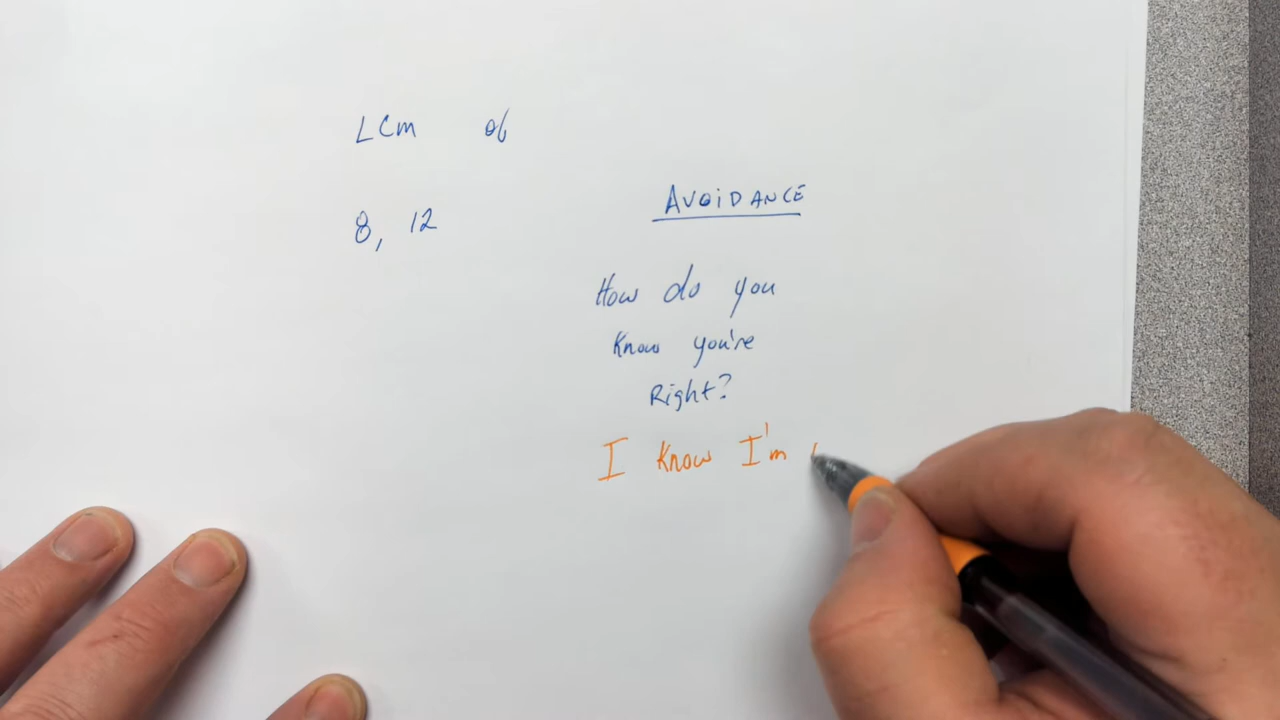 LCM of
8, 12
AVOIDANCE
How do you
Know you're
Right?
I Know I'm